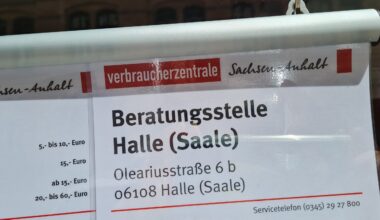 chsen-Anhalt
5,- bis 10,- Euro
15,- Euro
ab 15,- Euro
20,- bis 60,- Euro
verbraucherzentrale
Sachsen-Anhalt
Beratungsstelle
Halle (Saale)
Oleariusstraße 6 b
06108 Halle (Saale)
Servicetelefon (0345) 29 27 800